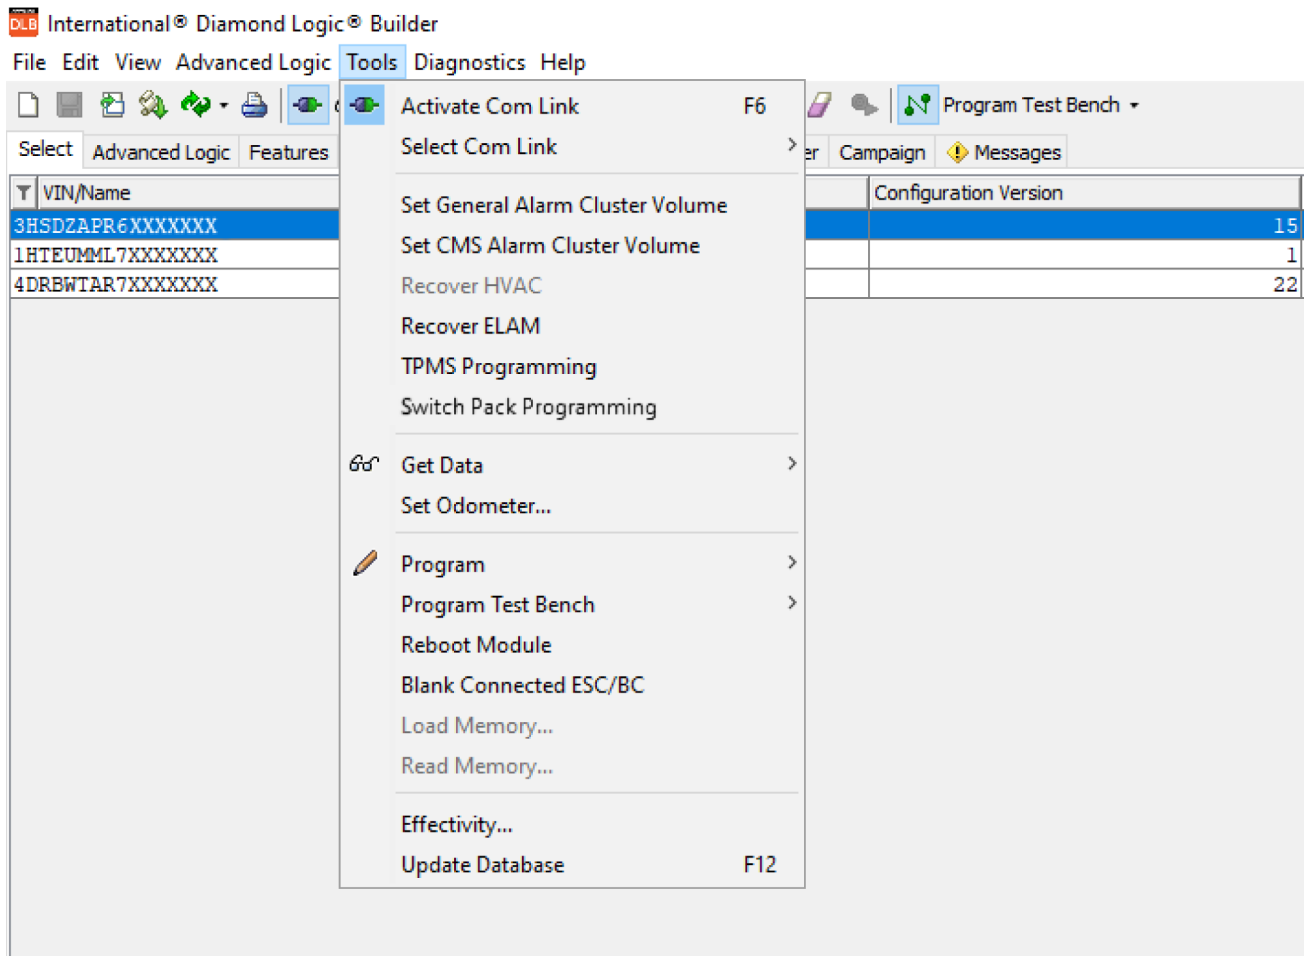 DLB International® Diamond Logic® Builder
File Edit View Advanced Logic Tools Diagnostics Help
Program Test Bench
Select Advanced Logic Features er Campaign Messages
VIN/Name Configuration Version
3HSDZAPR6XXXXXXX 15
1HTEUMML7XXXXXXX 1
4DRBWTAR7XXXXXXX 22
Activate Com Link F6
Select Com Link
Set General Alarm Cluster Volume
Set CMS Alarm Cluster Volume
Recover HVAC
Recover ELAM
TPMS Programming
Switch Pack Programming
Get Data
Set Odometer...
Program
Program Test Bench
Reboot Module
Blank Connected ESC/BC
Load Memory...
Read Memory...
Effectivity...
Update Database F12